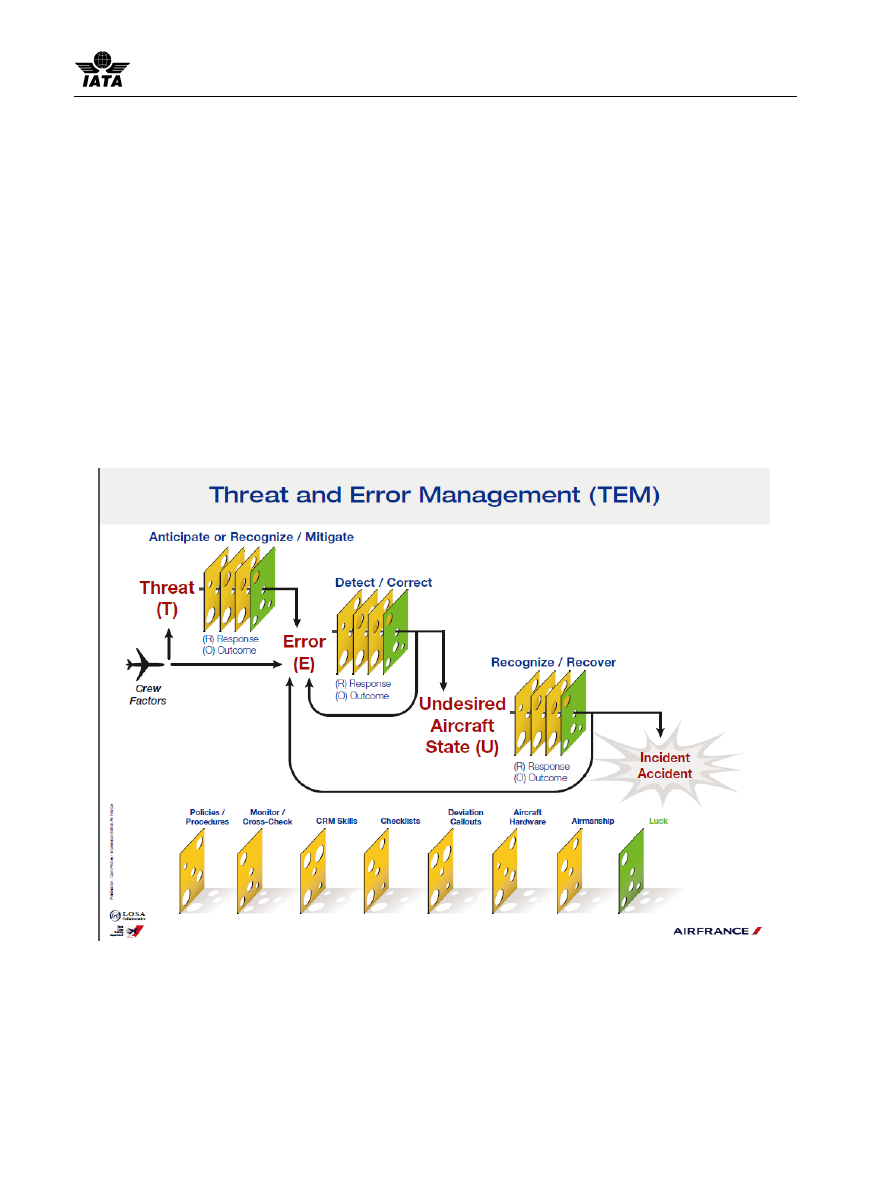 IATA
Threat and Error Management (TEM)
Anticipate or Recognize / Mitigate
Threat
(T)
(R) Response
(O) Outcome
Crew
Factors
Error
(E)
Detect / Correct
(R) Response
(O) Outcome
Undesired
Aircraft
State (U)
Recognize / Recover
(R) Response
(O) Outcome
Incident
Accident
Policies /
Procedures
Monitor /
Cross-Check
CRM Skills
Checklists
Deviation
Callouts
Aircraft
Hardware
Airmanship
Luck
LOSA
Collaborative
AIRFRANCE